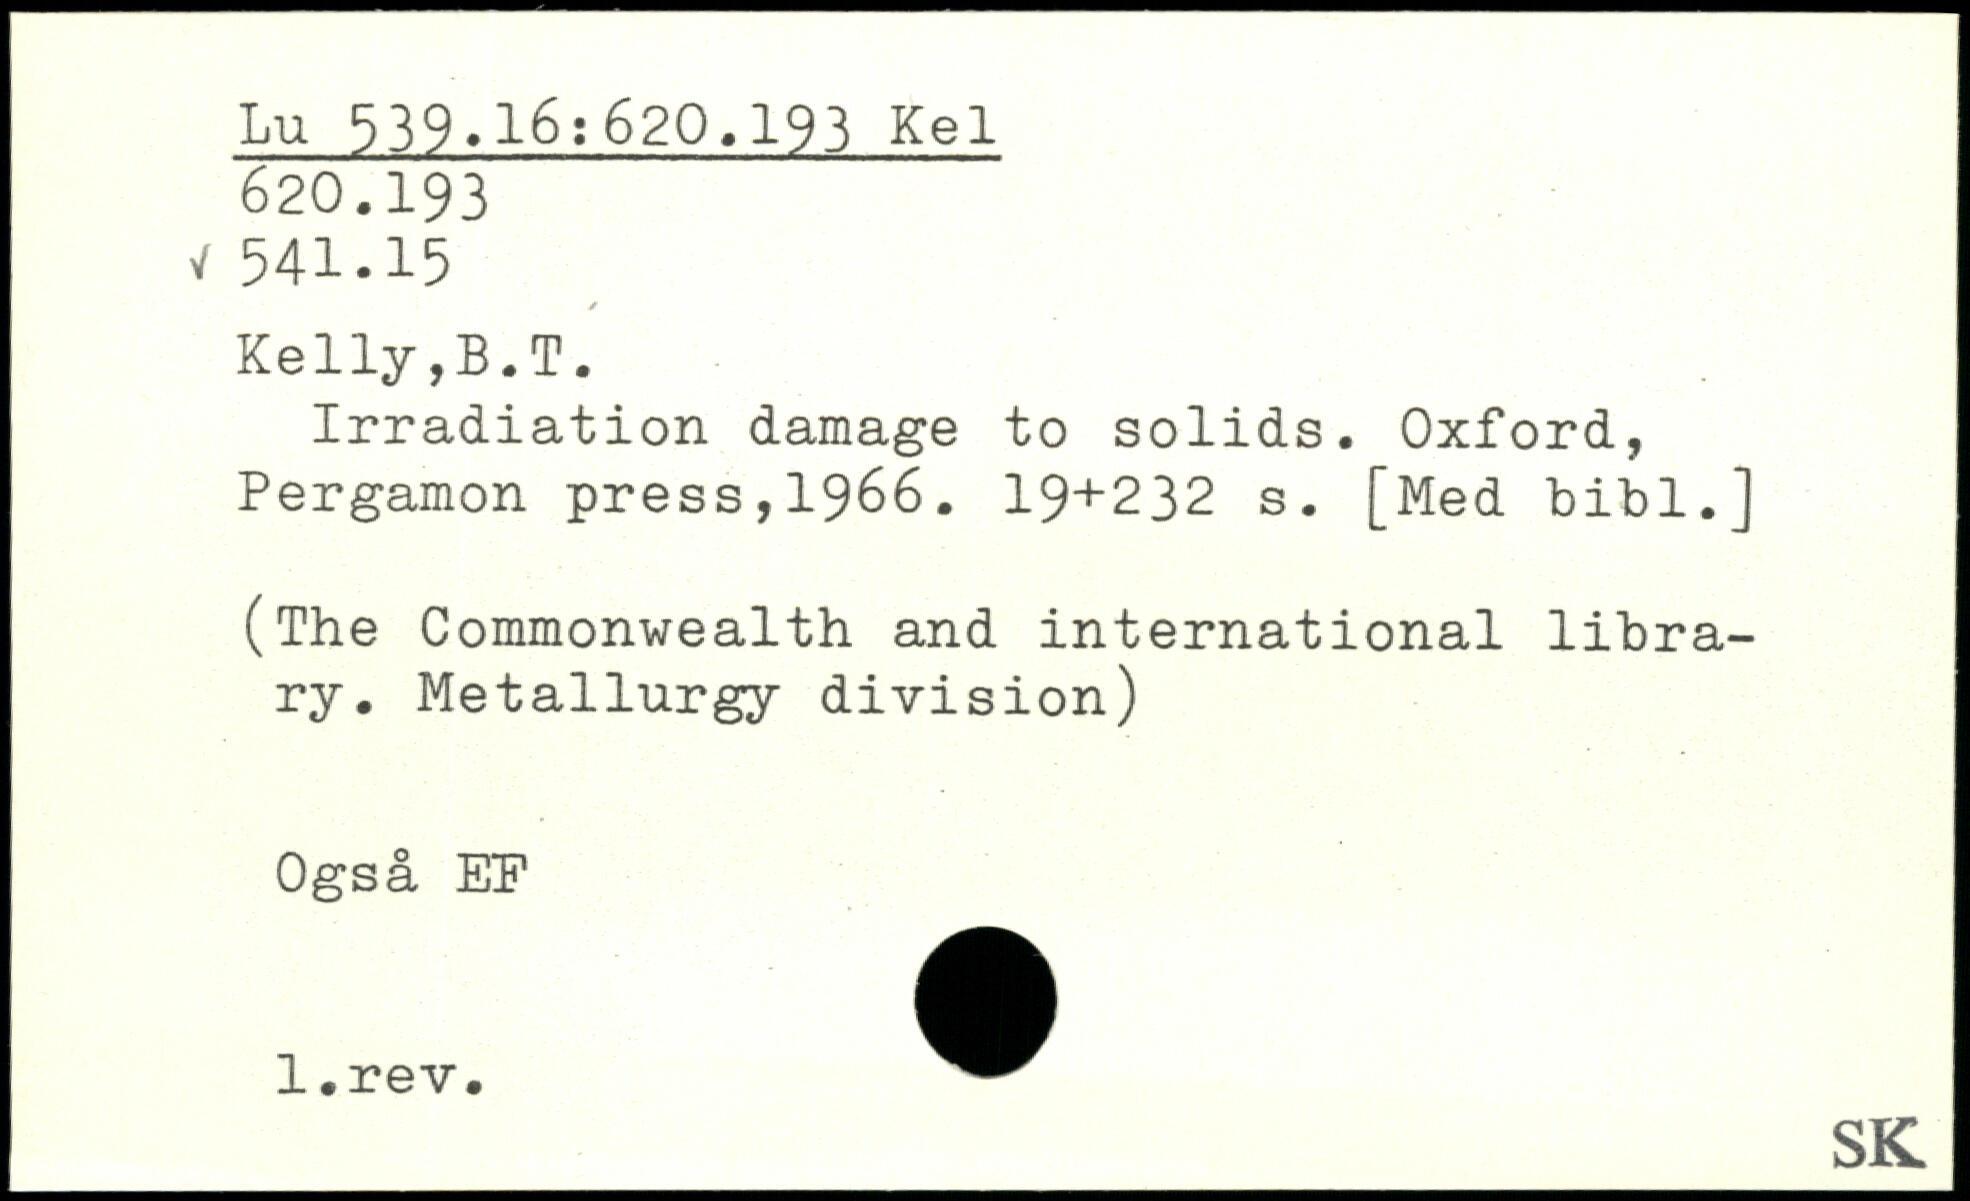 Lu 539.16:620.193 Kel
620.193
√ 541.15
Kelly,B.T.
Irradiation damage to solids. Oxford,
Pergamon press,1966. 19+232 s. [Med bibl.]
(The Commonwealth and international libra-
ry. Metallurgy division)
Også EF
1.rev.
SK